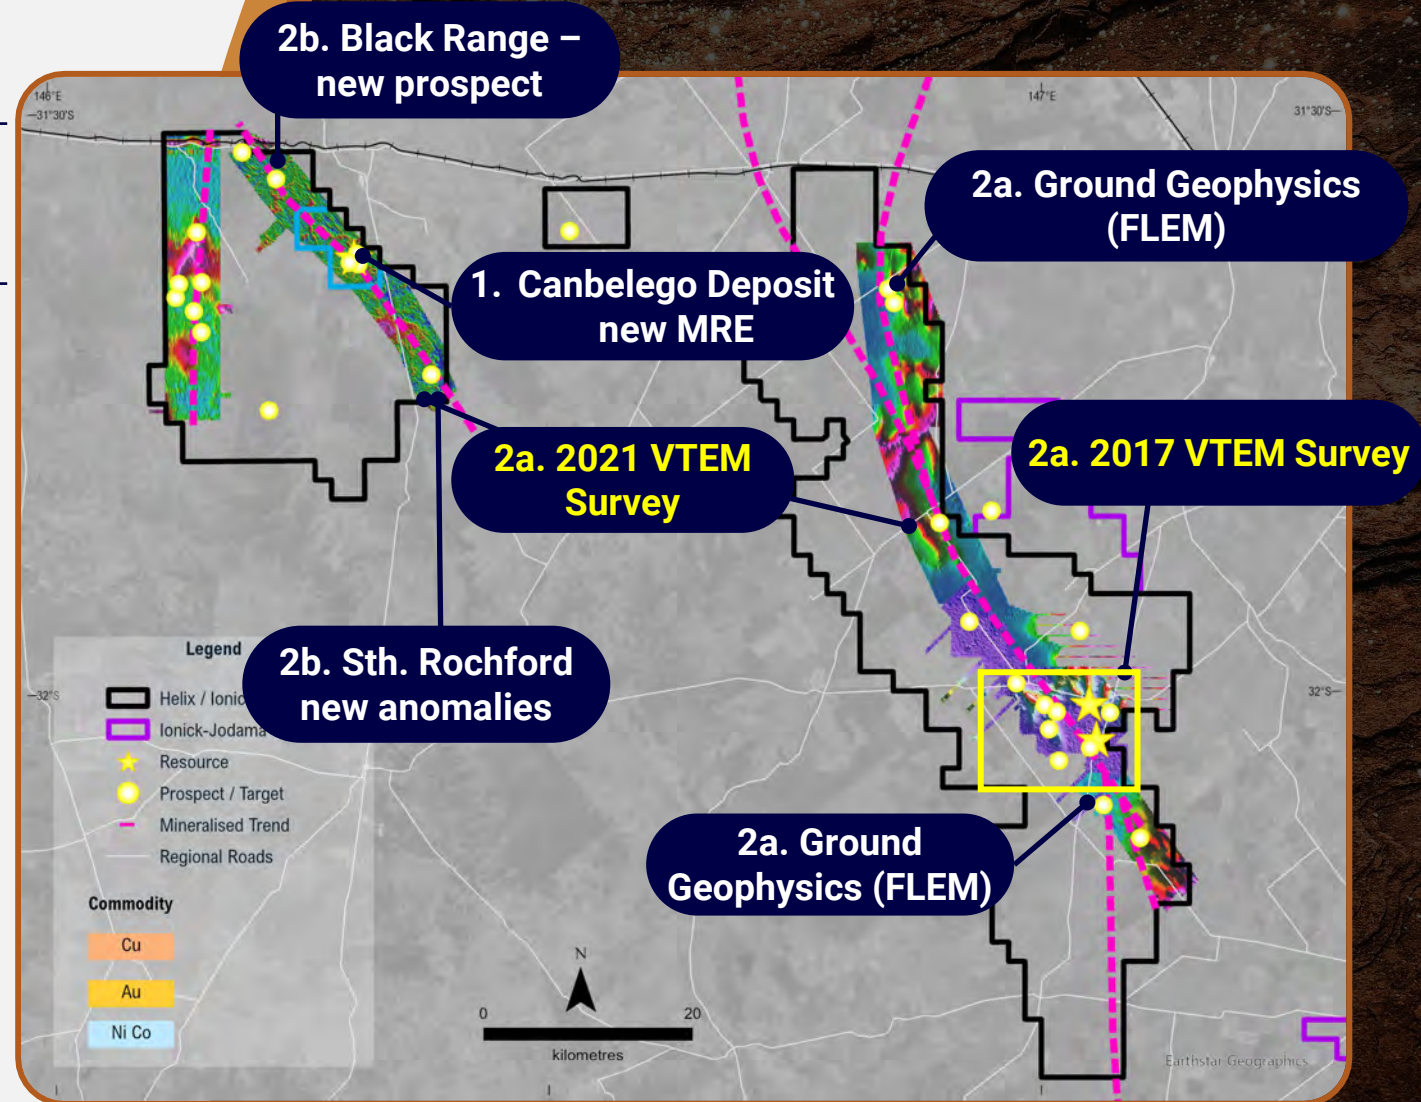 2b. Black Range –
new prospect
146°E
31°30'S
147°E
31°30'S
2a. Ground Geophysics
(FLEM)
1. Canbelego Deposit
new MRE
2a. 2021 VTEM
Survey
2a. 2017 VTEM Survey
2b. Sth. Rochford
new anomalies
32°S
32°S
Legend
Helix / Ionic
Ionick-Jodama
Resource
Prospect / Target
Mineralised Trend
Regional Roads
Commodity
Cu
Au
Ni Co
2a. Ground
Geophysics (FLEM)
N
0 20
kilometres
Earthstar Geographics